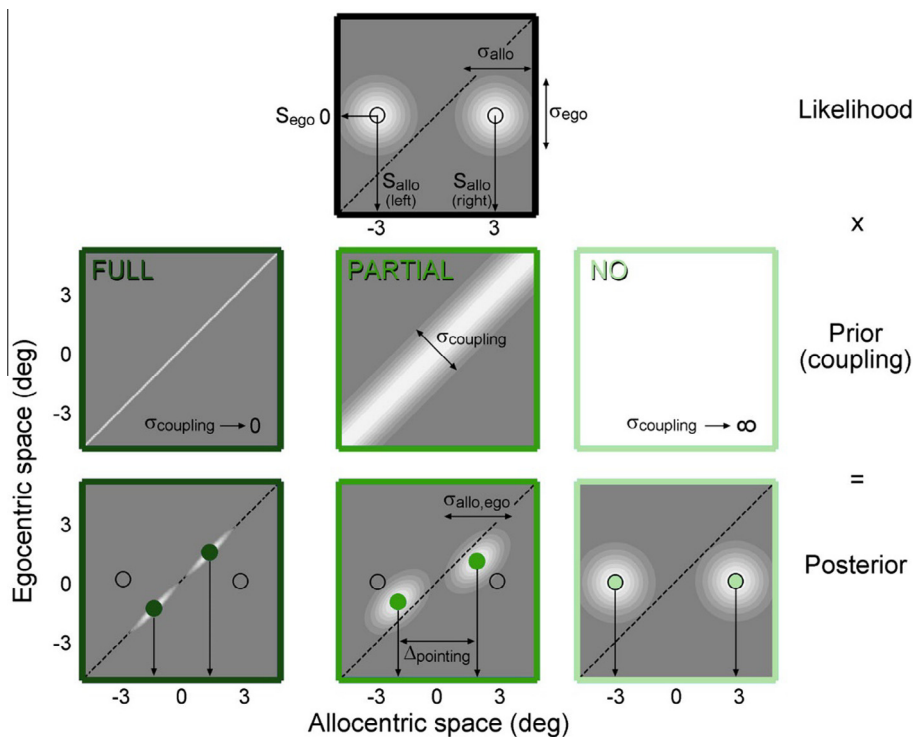 σallo
Sego 0
σego
Likelihood
Sallo
(left)
Sallo
(right)
-3 3
x
FULL
PARTIAL
NO
3
0
-3
σcoupling
σcoupling → 0
σcoupling → ∞
Prior
(coupling)
Egocentric space (deg)
=
σallo,ego
3
0
-3
Δpointing
Posterior
-3 0 3
-3 0 3
-3 0 3
Allocentric space (deg)